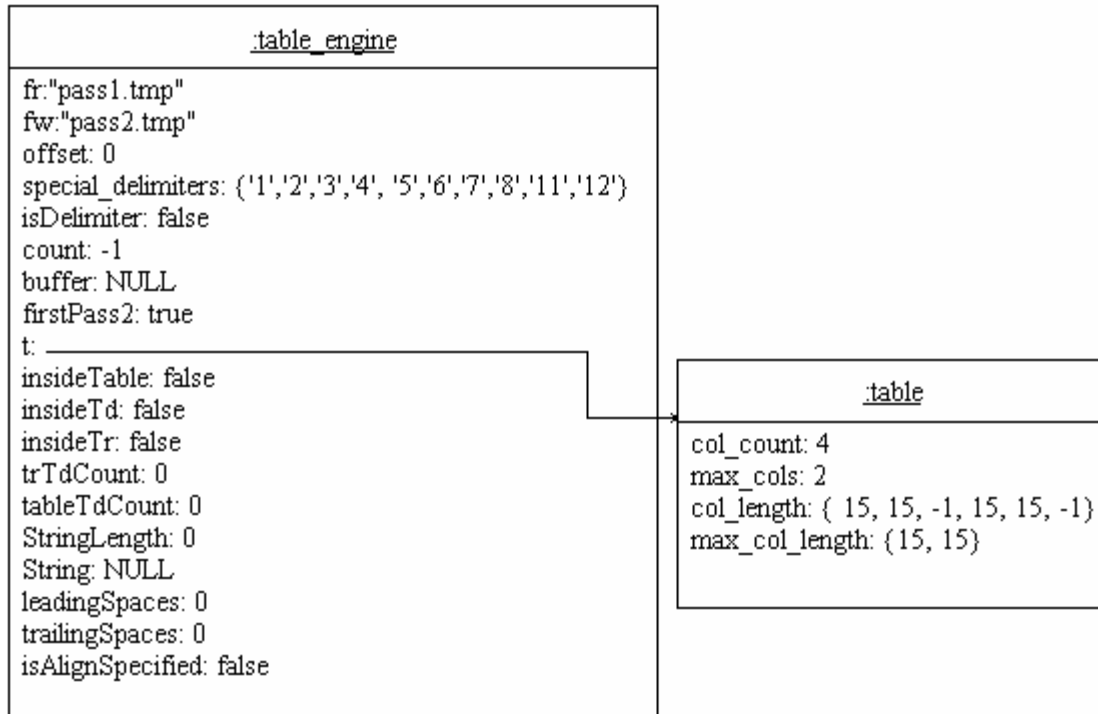 :table_engine
fr:"pass1.tmp"
fw:"pass2.tmp"
offset: 0
special_delimiters: {'1','2','3','4', '5','6','7','8','11','12'}
isDelimiter: false
count: -1
buffer: NULL
firstPass2: true
t:
insideTable: false
insideTd: false
insideTr: false
trTdCount: 0
tableTdCount: 0
StringLength: 0
String: NULL
leadingSpaces: 0
trailingSpaces: 0
isAlignSpecified: false
:table
col_count: 4
max_cols: 2
col_length: { 15, 15, -1, 15, 15, -1}
max_col_length: {15, 15}